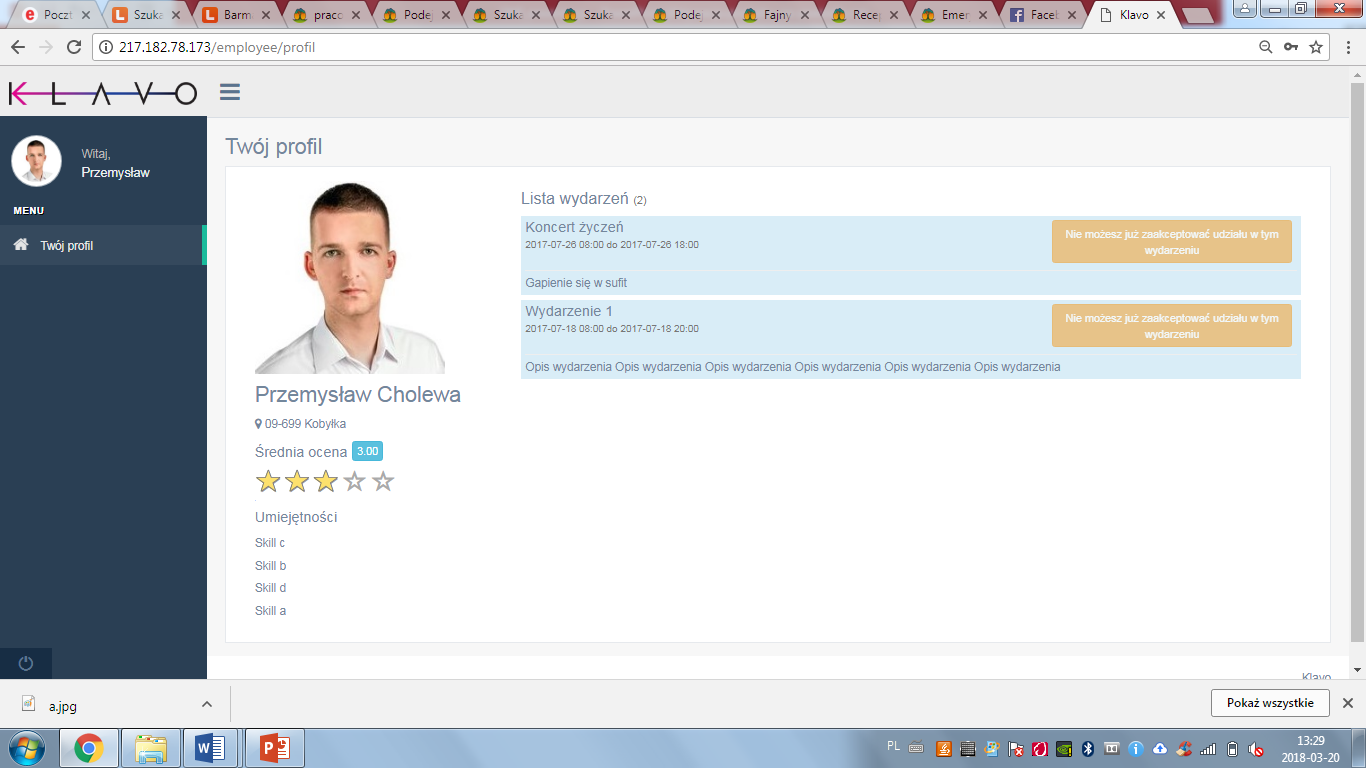 Poczt
Szuka
Barm
praco
Podej
Szuka
Szuka
Podej
Fajny
Recep
Emer
Faceb
Klavo
217.182.78.173/employee/profil
KLAVO
Witaj,
Przemysław
MENU
Twój profil
Twój profil
Przemysław Cholewa
09-699 Kobyłka
Średnia ocena 3.00
Umiejętności
Skill c
Skill b
Skill d
Skill a
Lista wydarzeń (2)
Koncert życzeń
2017-07-26 08:00 do 2017-07-26 18:00
Nie możesz już zaakceptować udziału w tym
wydarzeniu
Gapienie się w sufit
Wydarzenie 1
2017-07-18 08:00 do 2017-07-18 20:00
Nie możesz już zaakceptować udziału w tym
wydarzeniu
Opis wydarzenia Opis wydarzenia Opis wydarzenia Opis wydarzenia Opis wydarzenia Opis wydarzenia
Klavo
a.jpg
Pokaż wszystkie
PL
13:29
2018-03-20